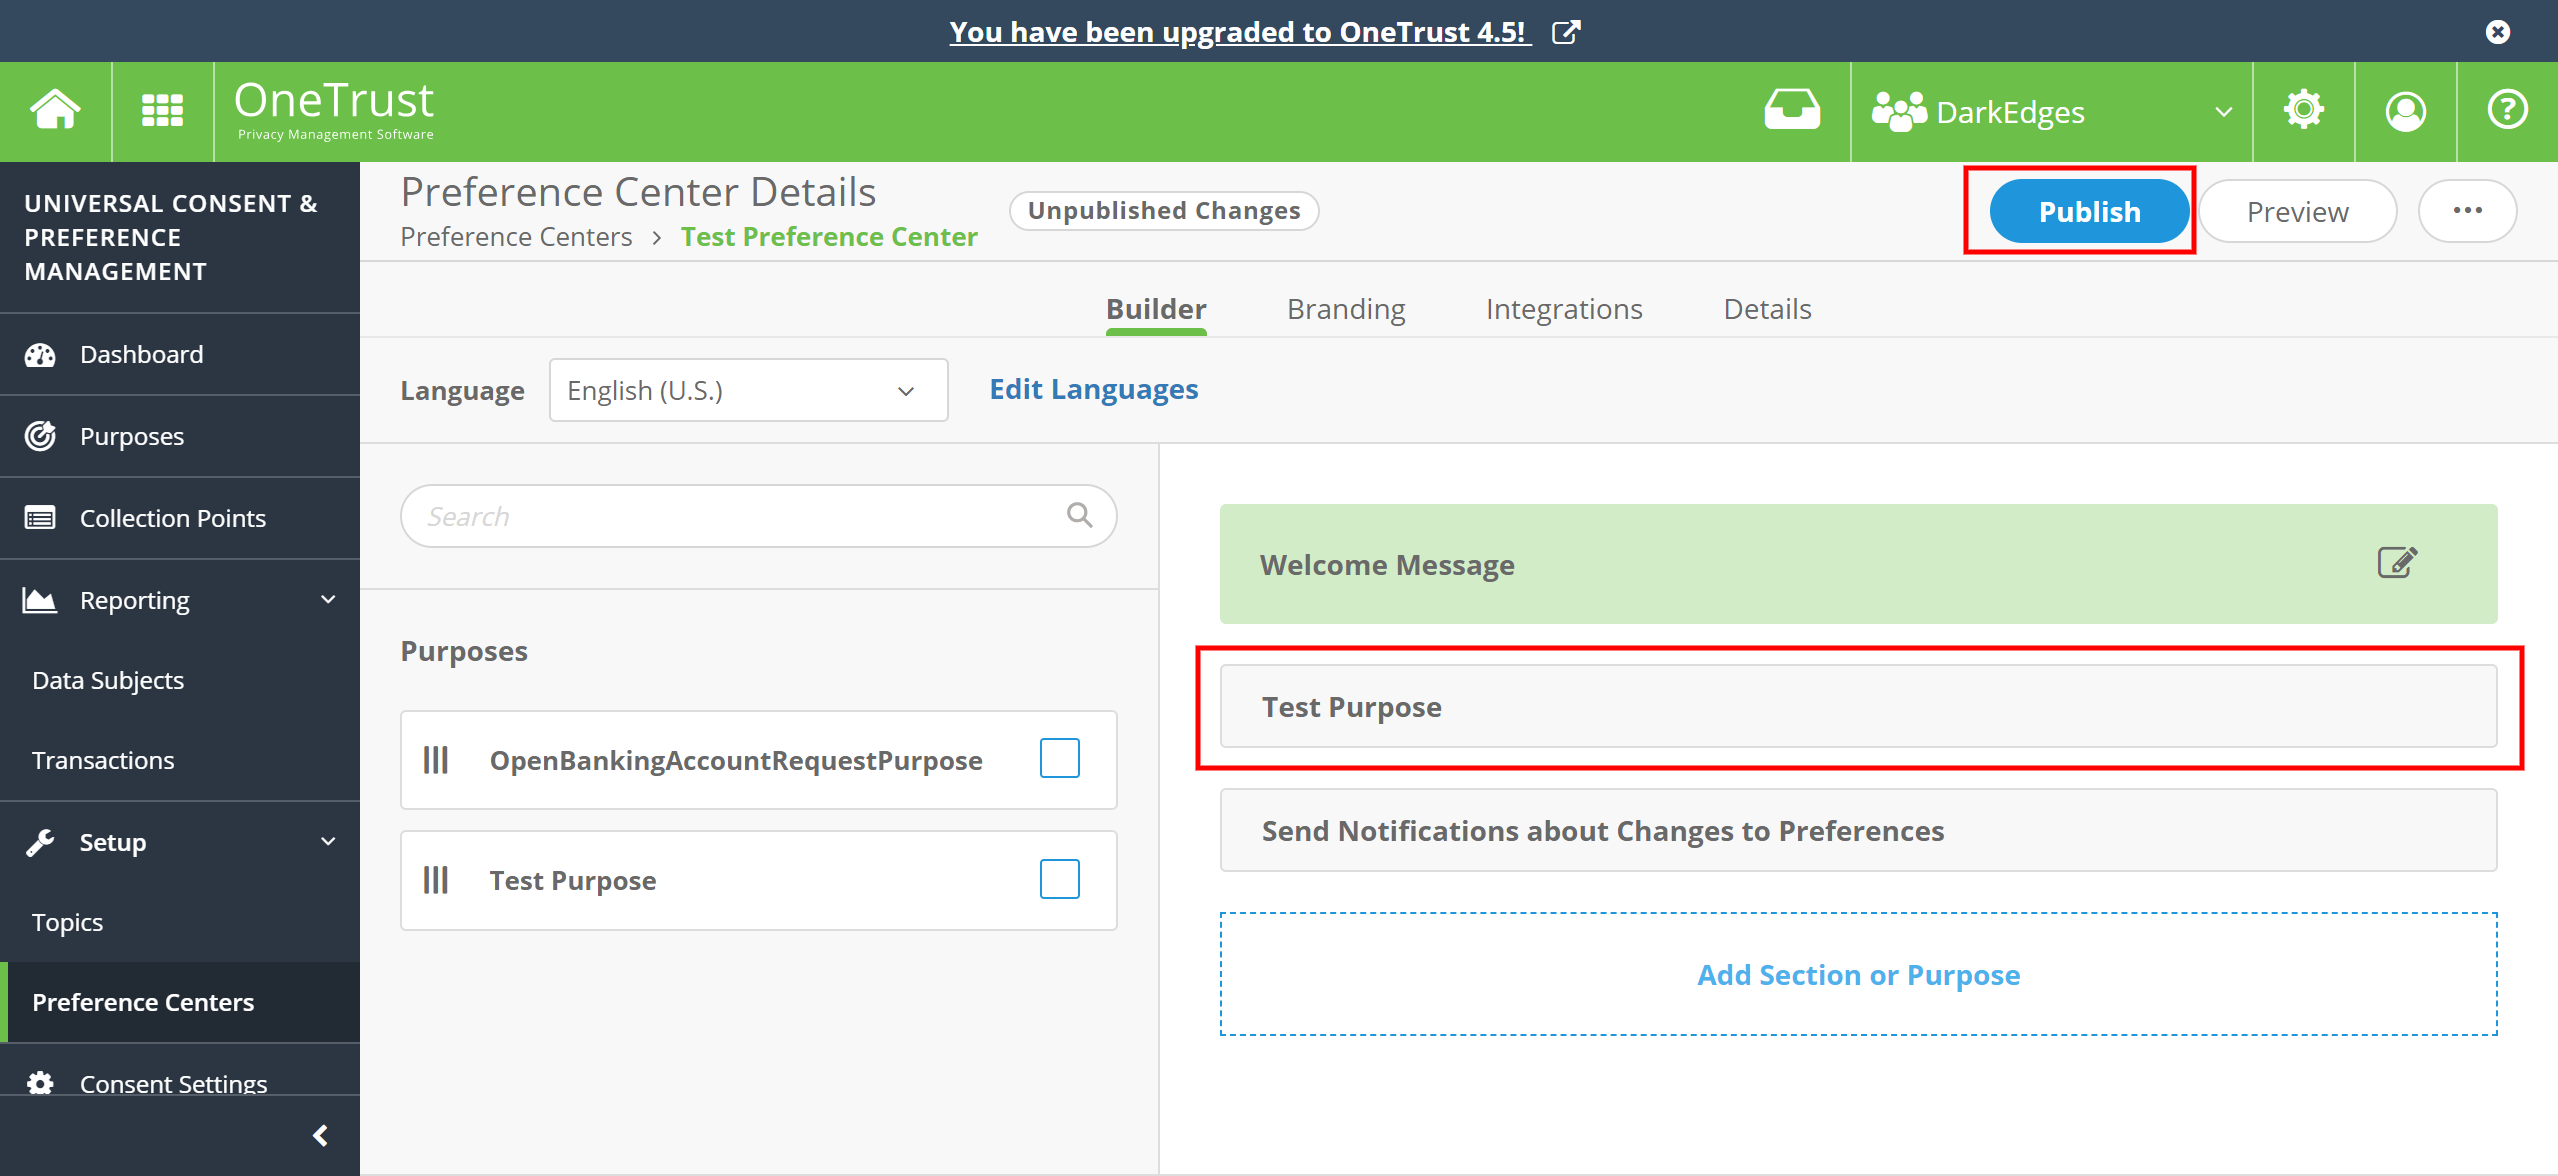 You have been upgraded to OneTrust 4.5!
OneTrust
Privacy Management Software
DarkEdges
UNIVERSAL CONSENT &
PREFERENCE
MANAGEMENT
Dashboard
Purposes
Collection Points
Reporting
Data Subjects
Transactions
Setup
Topics
Preference Centers
Consent Settings
Preference Center Details
Preference Centers > Test Preference Center
Unpublished Changes
Publish
Preview
Builder
Branding
Integrations
Details
Language
English (U.S.)
Edit Languages
Search
Purposes
OpenBankingAccountRequestPurpose
Test Purpose
Welcome Message
Test Purpose
Send Notifications about Changes to Preferences
Add Section or Purpose